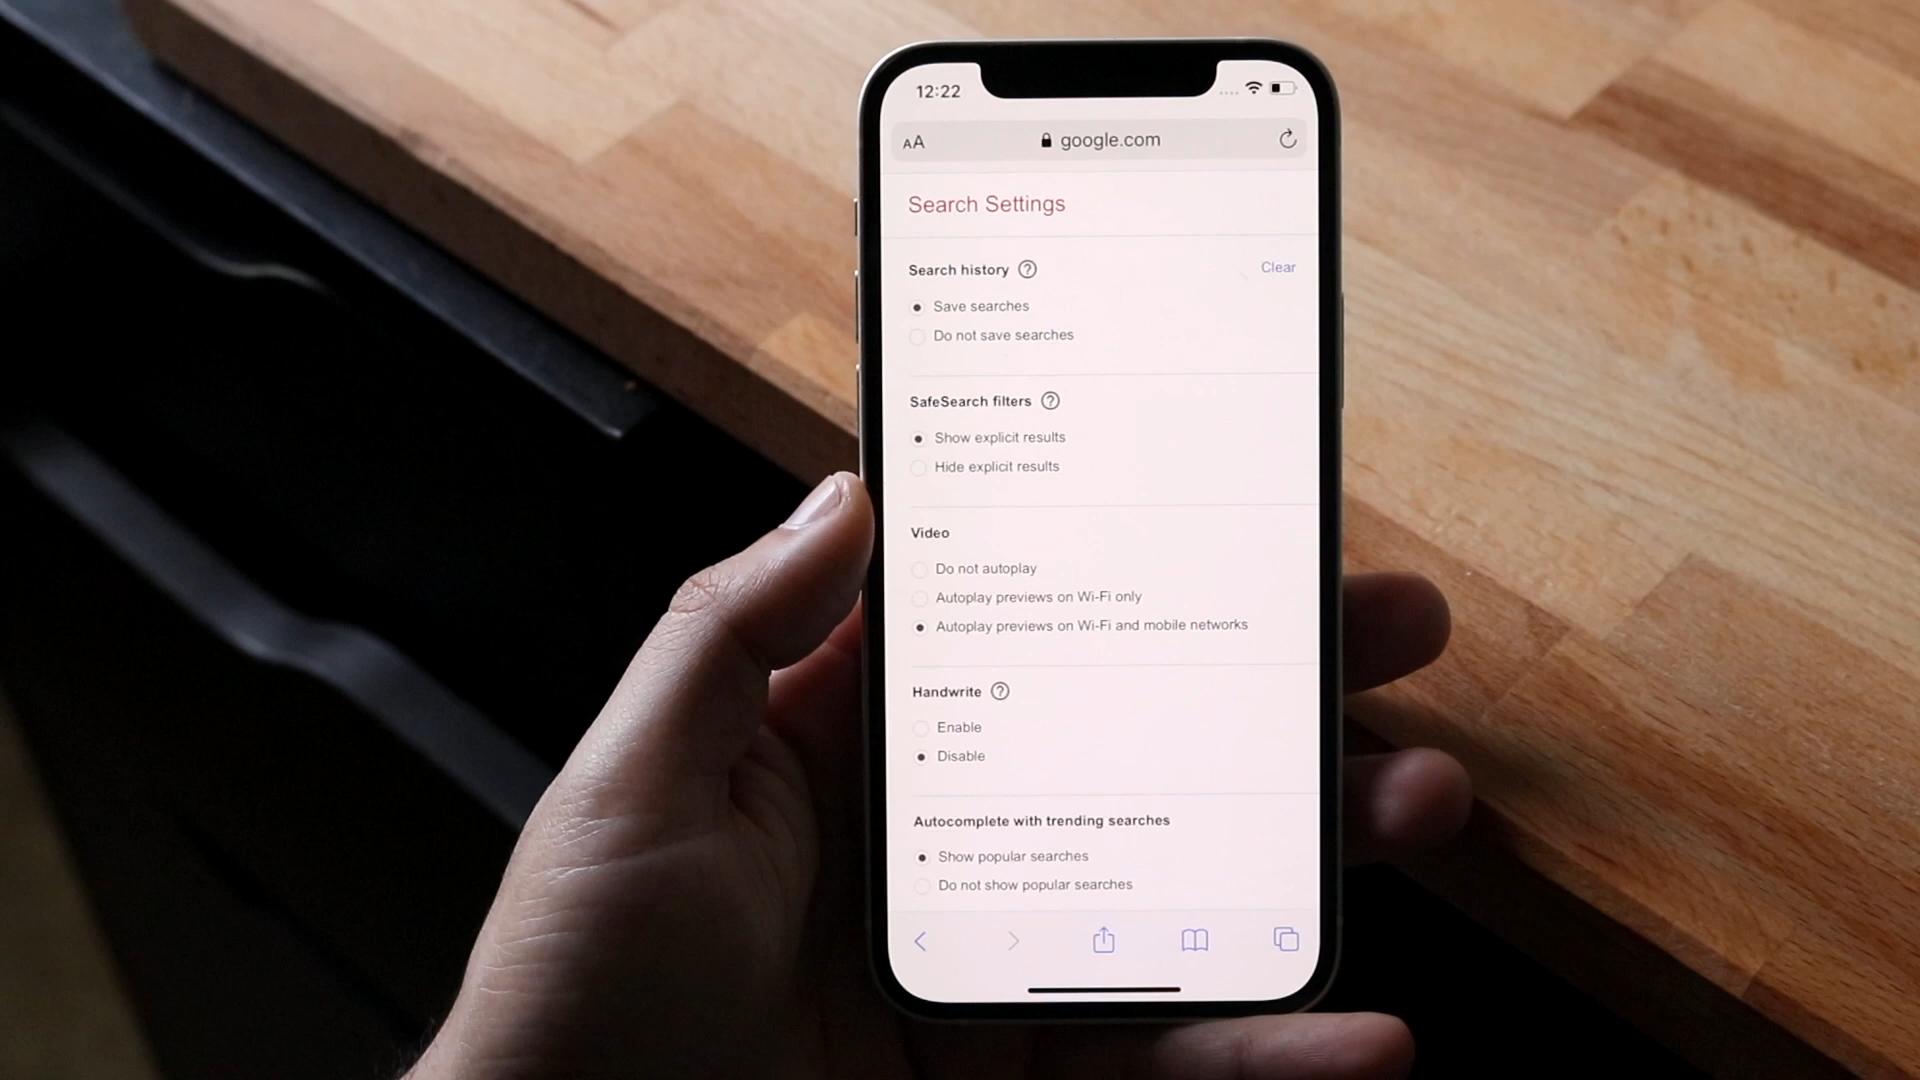 12:22
AA google.com
Search Settings
Search history ? Clear
Save searches
Do not save searches
SafeSearch filters ?
Show explicit results
Hide explicit results
Video
Do not autoplay
Autoplay previews on Wi-Fi only
Autoplay previews on Wi-Fi and mobile networks
Handwrite ?
Enable
Disable
Autocomplete with trending searches
Show popular searches
Do not show popular searches